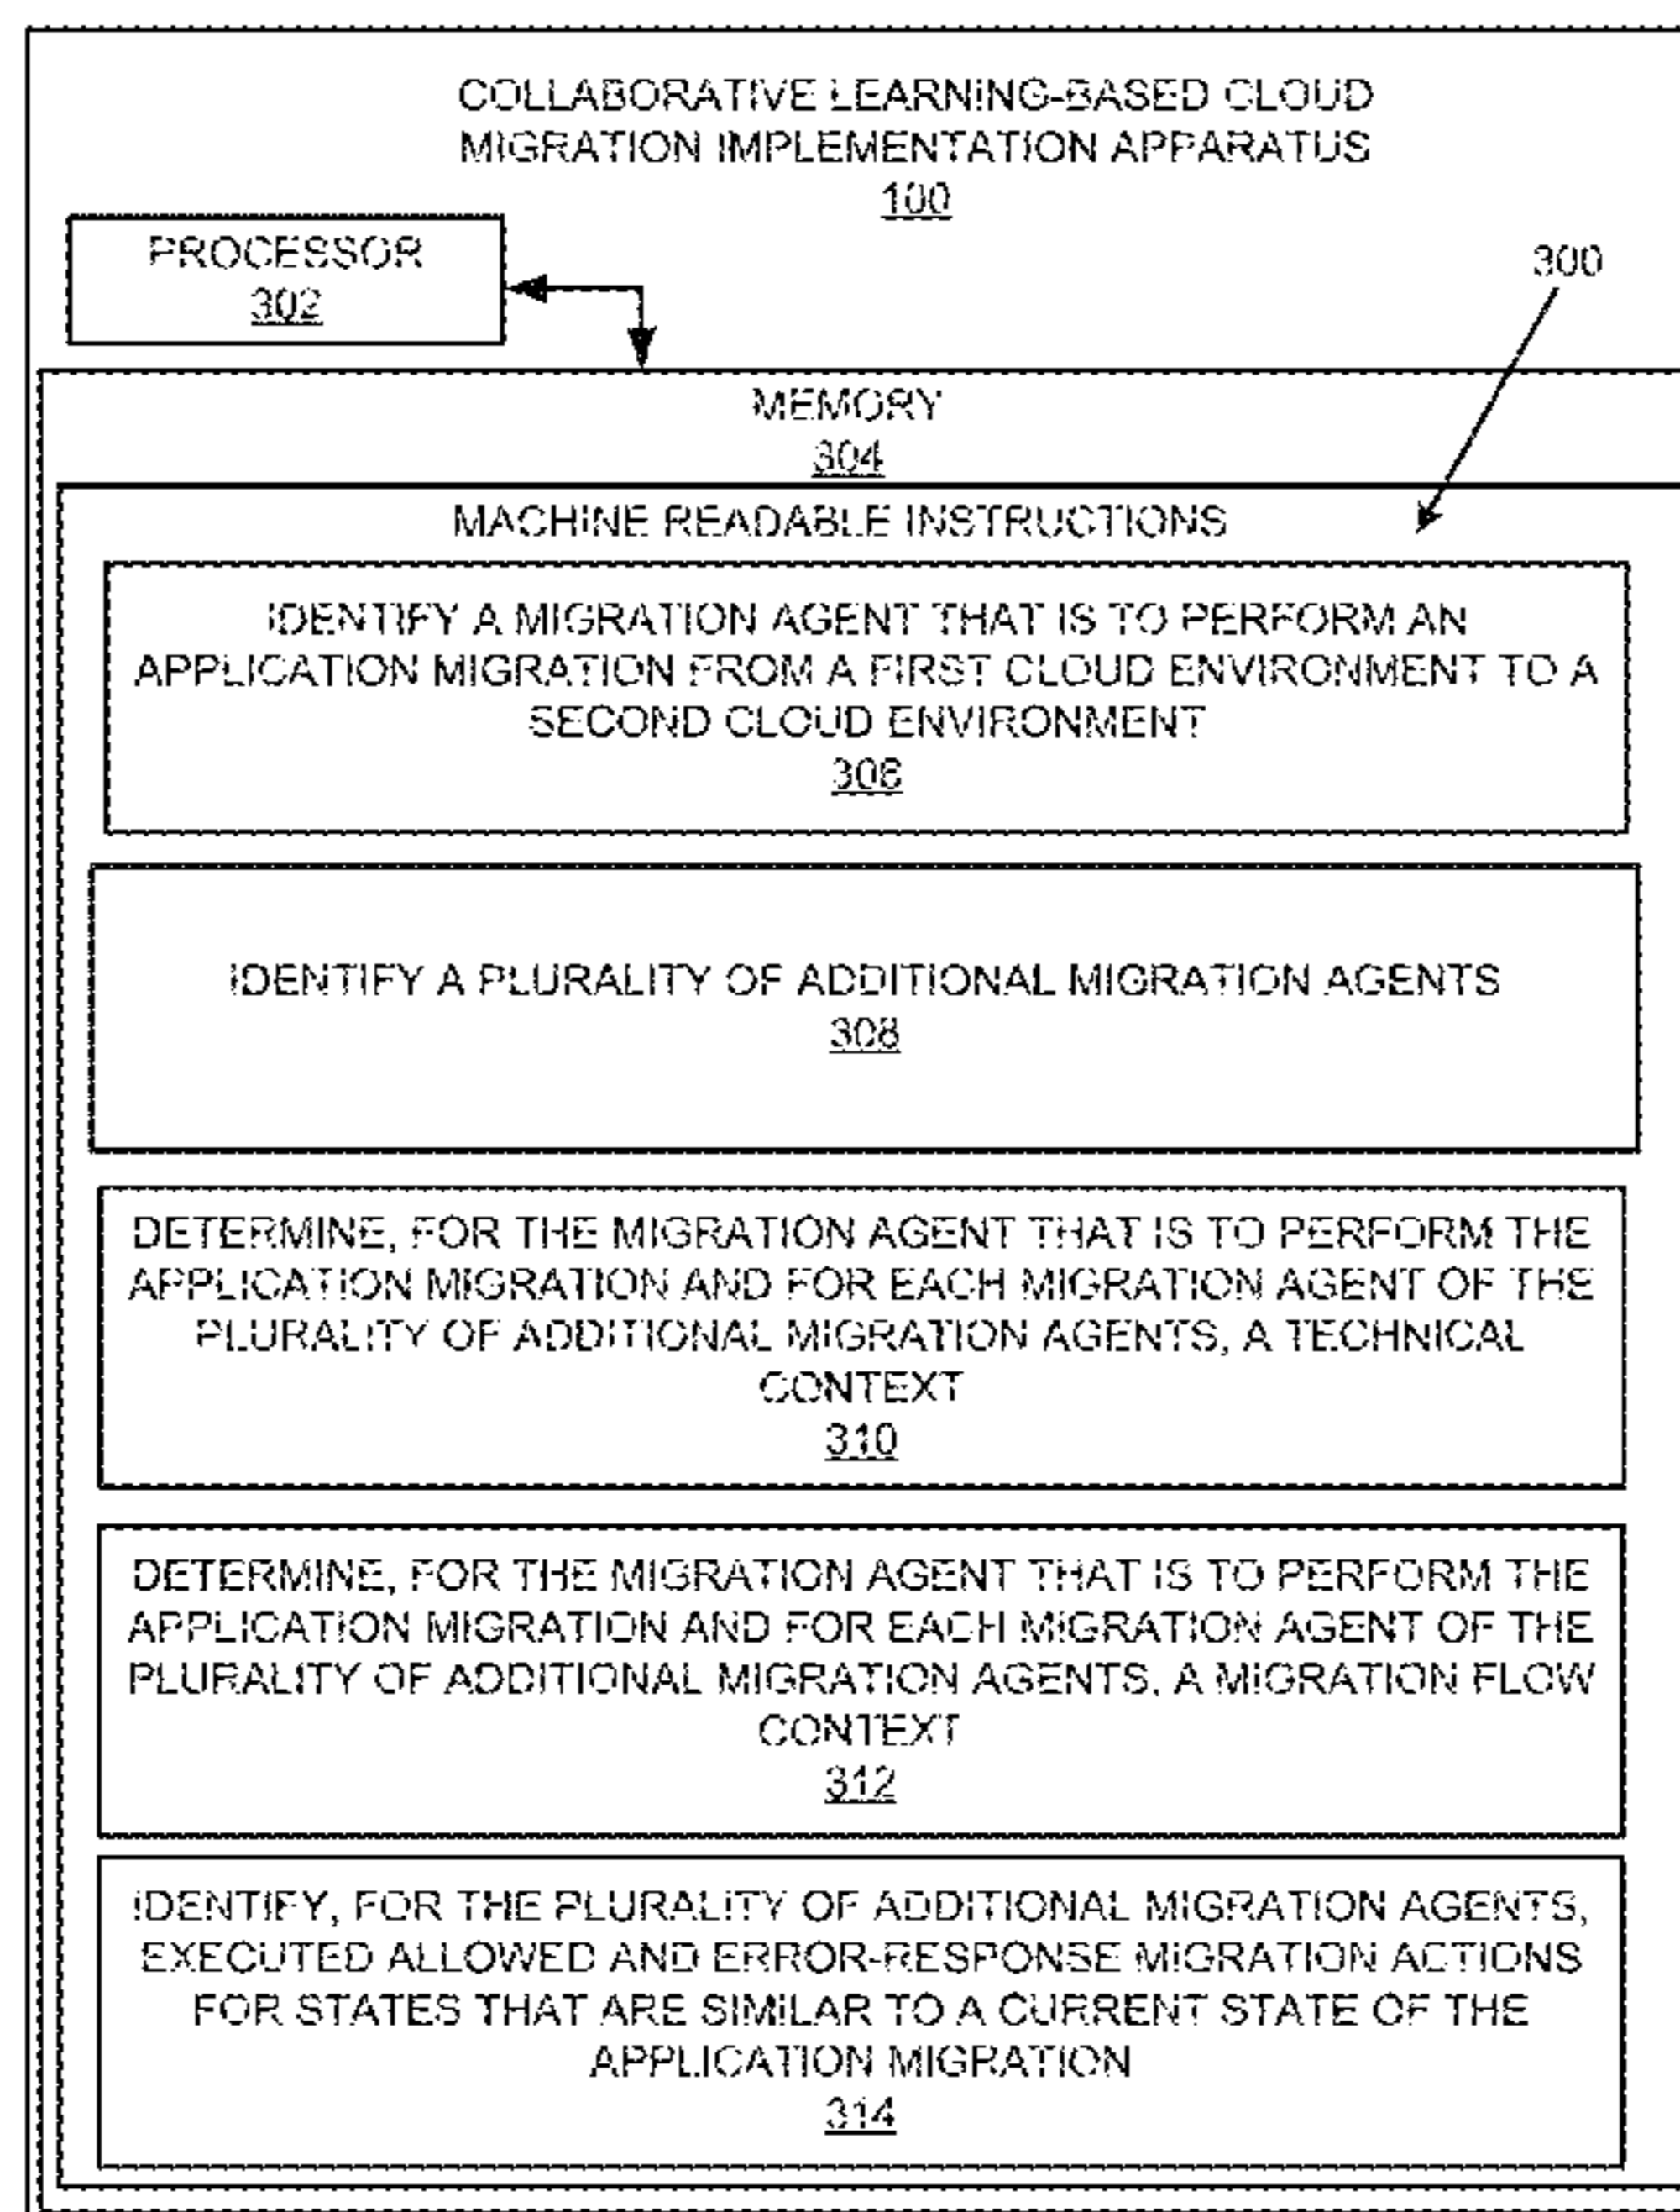 COLLABORATIVE LEARNING-BASED CLOUD
MIGRATION IMPLEMENTATION APPARATUS
100
PROCESSOR
302
300
MEMORY
304
MACHINE READABLE INSTRUCTIONS
IDENTIFY A MIGRATION AGENT THAT IS TO PERFORM AN
APPLICATION MIGRATION FROM A FIRST CLOUD ENVIRONMENT TO A
SECOND CLOUD ENVIRONMENT
306
IDENTIFY A PLURALITY OF ADDITIONAL MIGRATION AGENTS
308
DETERMINE, FOR THE MIGRATION AGENT THAT IS TO PERFORM THE
APPLICATION MIGRATION AND FOR EACH MIGRATION AGENT OF THE
PLURALITY OF ADDITIONAL MIGRATION AGENTS, A TECHNICAL
CONTEXT
310
DETERMINE, FOR THE MIGRATION AGENT THAT IS TO PERFORM THE
APPLICATION MIGRATION AND FOR EACH MIGRATION AGENT OF THE
PLURALITY OF ADDITIONAL MIGRATION AGENTS, A MIGRATION FLOW
CONTEXT
312
IDENTIFY, FOR THE PLURALITY OF ADDITIONAL MIGRATION AGENTS,
EXECUTED ALLOWED AND ERROR-RESPONSE MIGRATION ACTIONS
FOR STATES THAT ARE SIMILAR TO A CURRENT STATE OF THE
APPLICATION MIGRATION
314